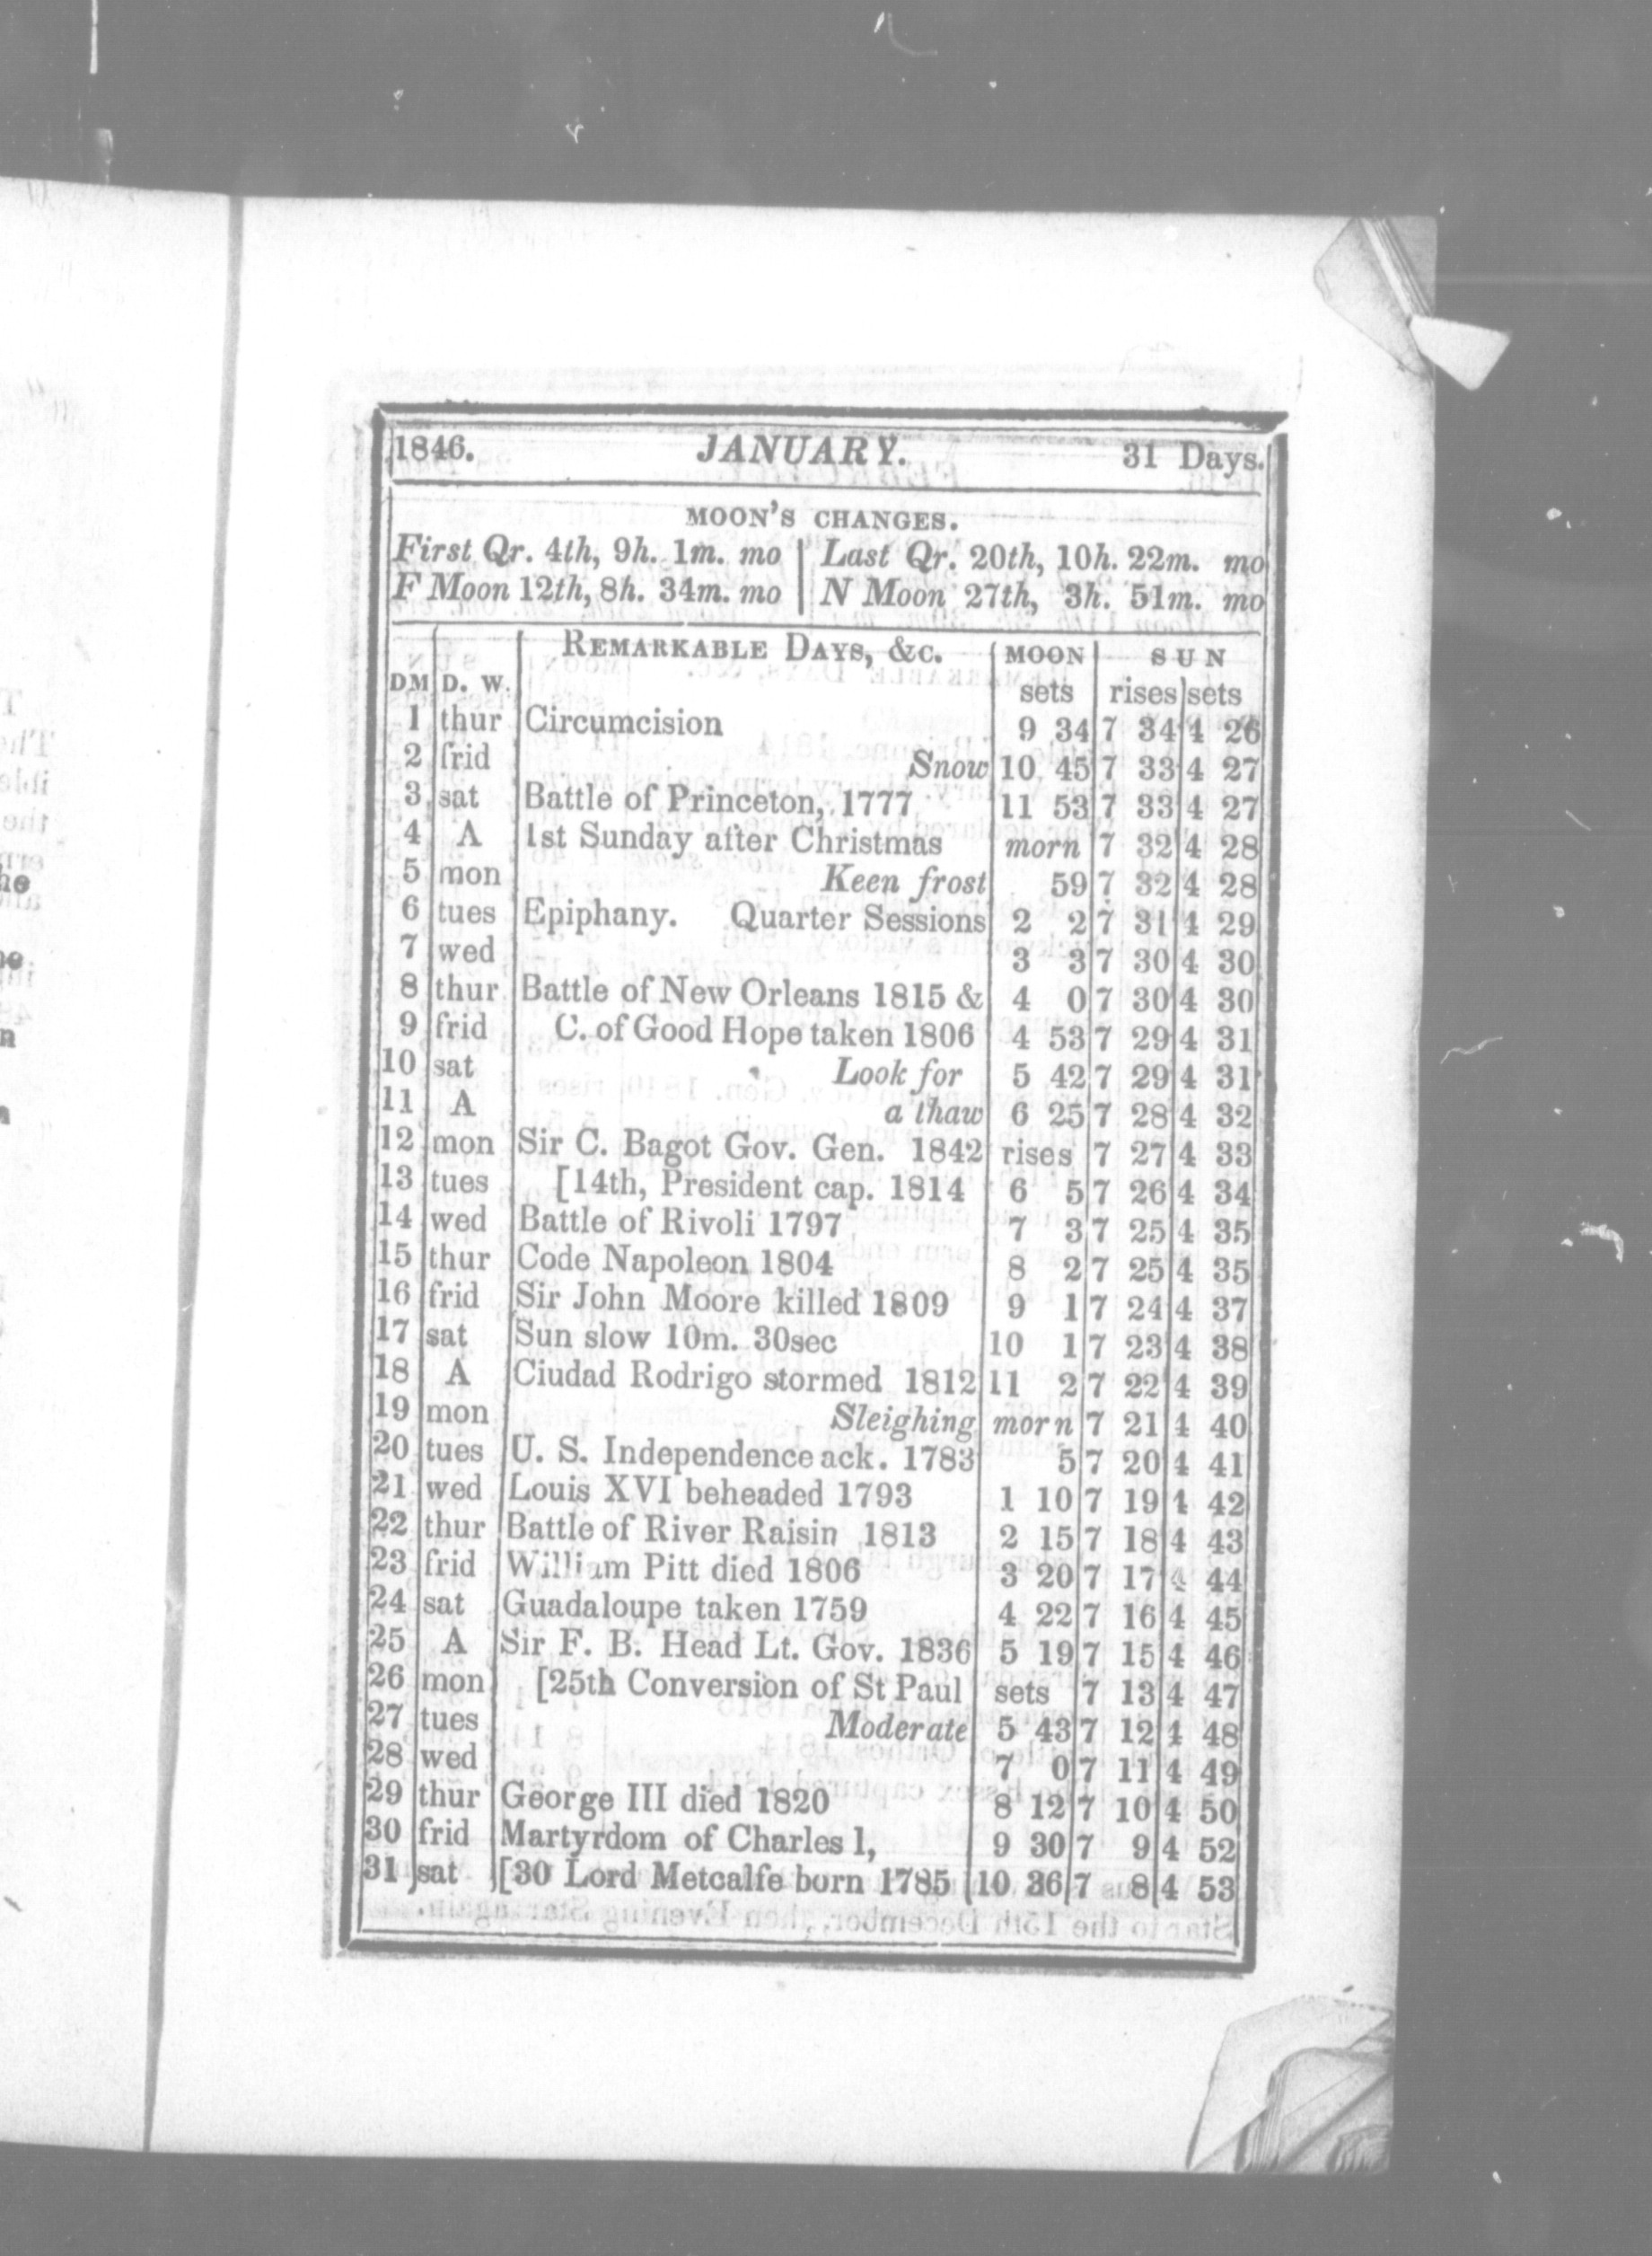 1846. JANUARY. 31 Days.
MOON'S CHANGES.
First Qr. 4th, 9h. 1m. mo | Last Qr. 20th, 10h. 22m. mo
F Moon 12th, 8h. 34m. mo | N Moon 27th, 3h. 51m. mo
REMARKABLE DAYS, &c. MOON SUN
DM D. W. sets rises sets
1 thur Circumcision 9 34 7 34 4 26
2 frid Snow 10 45 7 33 4 27
3 sat Battle of Princeton, 1777 11 53 7 33 4 27
4 A 1st Sunday after Christmas morn 7 32 4 28
5 mon Keen frost 59 7 32 4 28
6 tues Epiphany. Quarter Sessions 2 2 7 31 4 29
7 wed 3 3 7 30 4 30
8 thur Battle of New Orleans 1815 & 4 0 7 30 4 30
9 frid C. of Good Hope taken 1806 4 53 7 29 4 31
10 sat Look for 5 42 7 29 4 31
11 A a thaw 6 25 7 28 4 32
12 mon Sir C. Bagot Gov. Gen. 1842 rises 7 27 4 33
13 tues [14th, President cap. 1814 6 5 7 26 4 34
14 wed Battle of Rivoli 1797 7 3 7 25 4 35
15 thur Code Napoleon 1804 8 2 7 25 4 35
16 frid Sir John Moore killed 1809 9 1 7 24 4 37
17 sat Sun slow 10m. 30sec 10 1 7 23 4 38
18 A Ciudad Rodrigo stormed 1812 11 2 7 22 4 39
19 mon Sleighing morn 7 21 4 40
20 tues U. S. Independence ack. 1783 5 7 20 4 41
21 wed Louis XVI beheaded 1793 1 10 7 19 4 42
22 thur Battle of River Raisin 1813 2 15 7 18 4 43
23 frid William Pitt died 1806 3 20 7 17 4 44
24 sat Guadaloupe taken 1759 4 22 7 16 4 45
25 A Sir F. B. Head Lt. Gov. 1836 5 19 7 15 4 46
26 mon [25th Conversion of St Paul sets 7 13 4 47
27 tues Moderate 5 43 7 12 4 48
28 wed 7 0 7 11 4 49
29 thur George III died 1820 8 12 7 10 4 50
30 frid Martyrdom of Charles 1, 9 30 7 9 4 52
31 sat [30 Lord Metcalfe born 1785 10 36 7 8 4 53